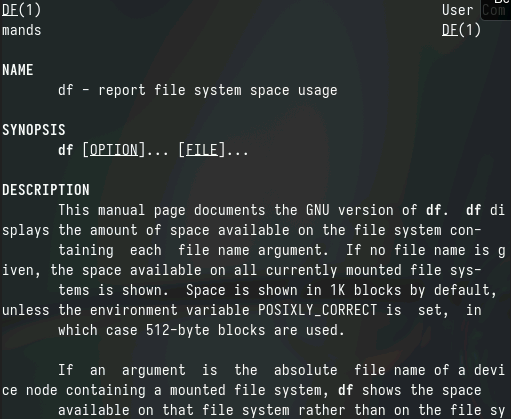 DF(1) User Com
mands DF(1)
NAME
df - report file system space usage
SYNOPSIS
df [OPTION]... [FILE]...
DESCRIPTION
This manual page documents the GNU version of df. df di
splays the amount of space available on the file system con-
taining each file name argument. If no file name is g
iven, the space available on all currently mounted file sys-
tems is shown. Space is shown in 1K blocks by default,
unless the environment variable POSIXLY_CORRECT is set, in
which case 512-byte blocks are used.
If an argument is the absolute file name of a devi
ce node containing a mounted file system, df shows the space
available on that file system rather than on the file sy